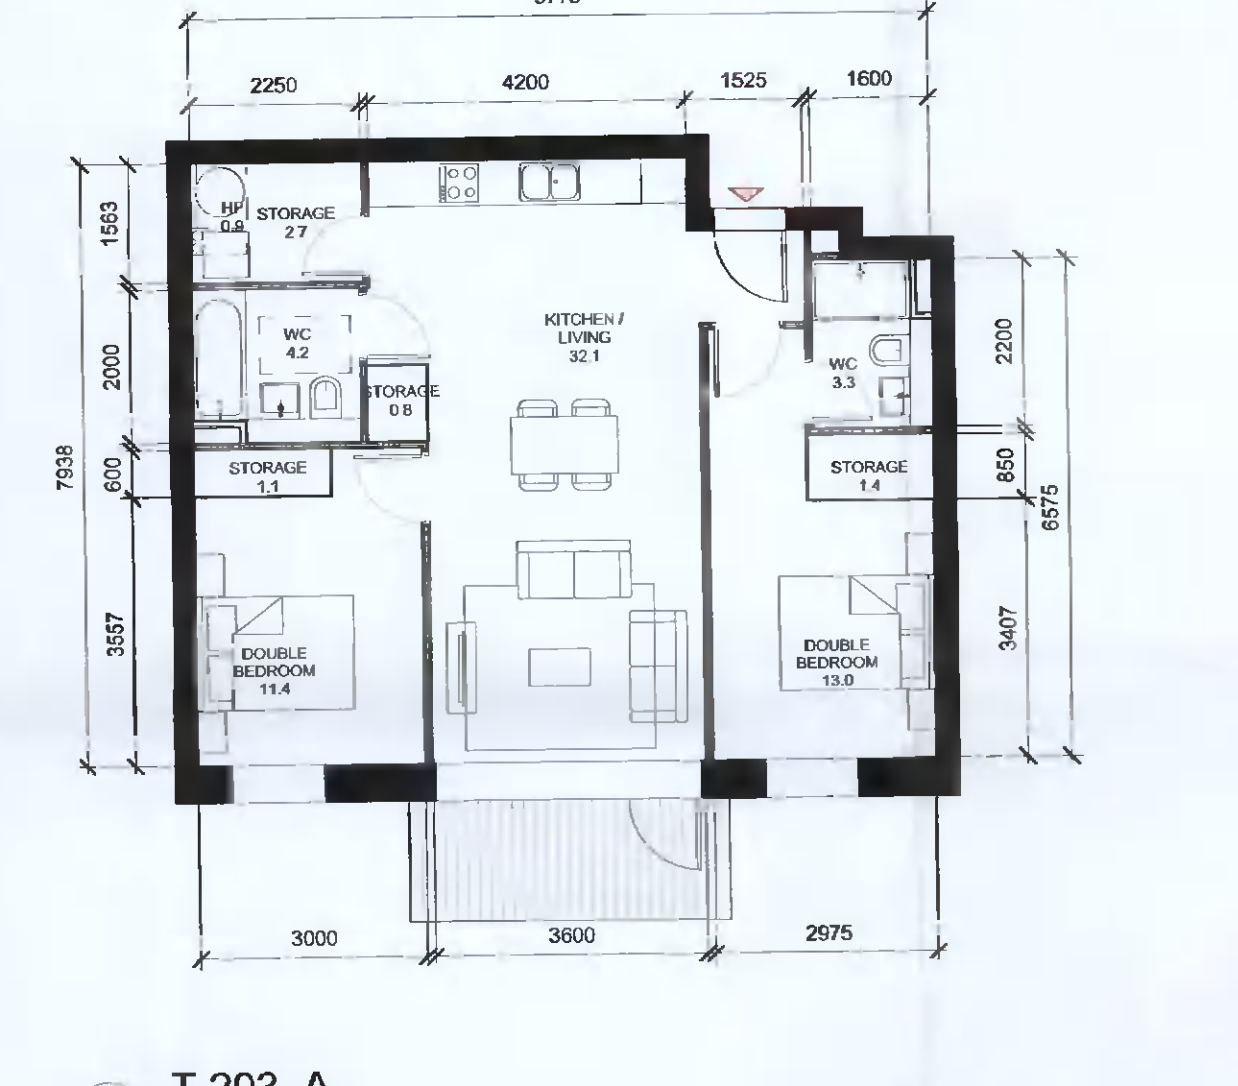 2250
4200
1525
1600
1563
HP
0.9
STORAGE
2.7
WC
4.2
KITCHEN /
LIVING
32.1
2000
STORAGE
0.8
WC
3.3
2200
7938
600
STORAGE
1.1
STORAGE
1.4
850
6575
3557
DOUBLE
BEDROOM
11.4
DOUBLE
BEDROOM
13.0
3407
3000
3600
2975